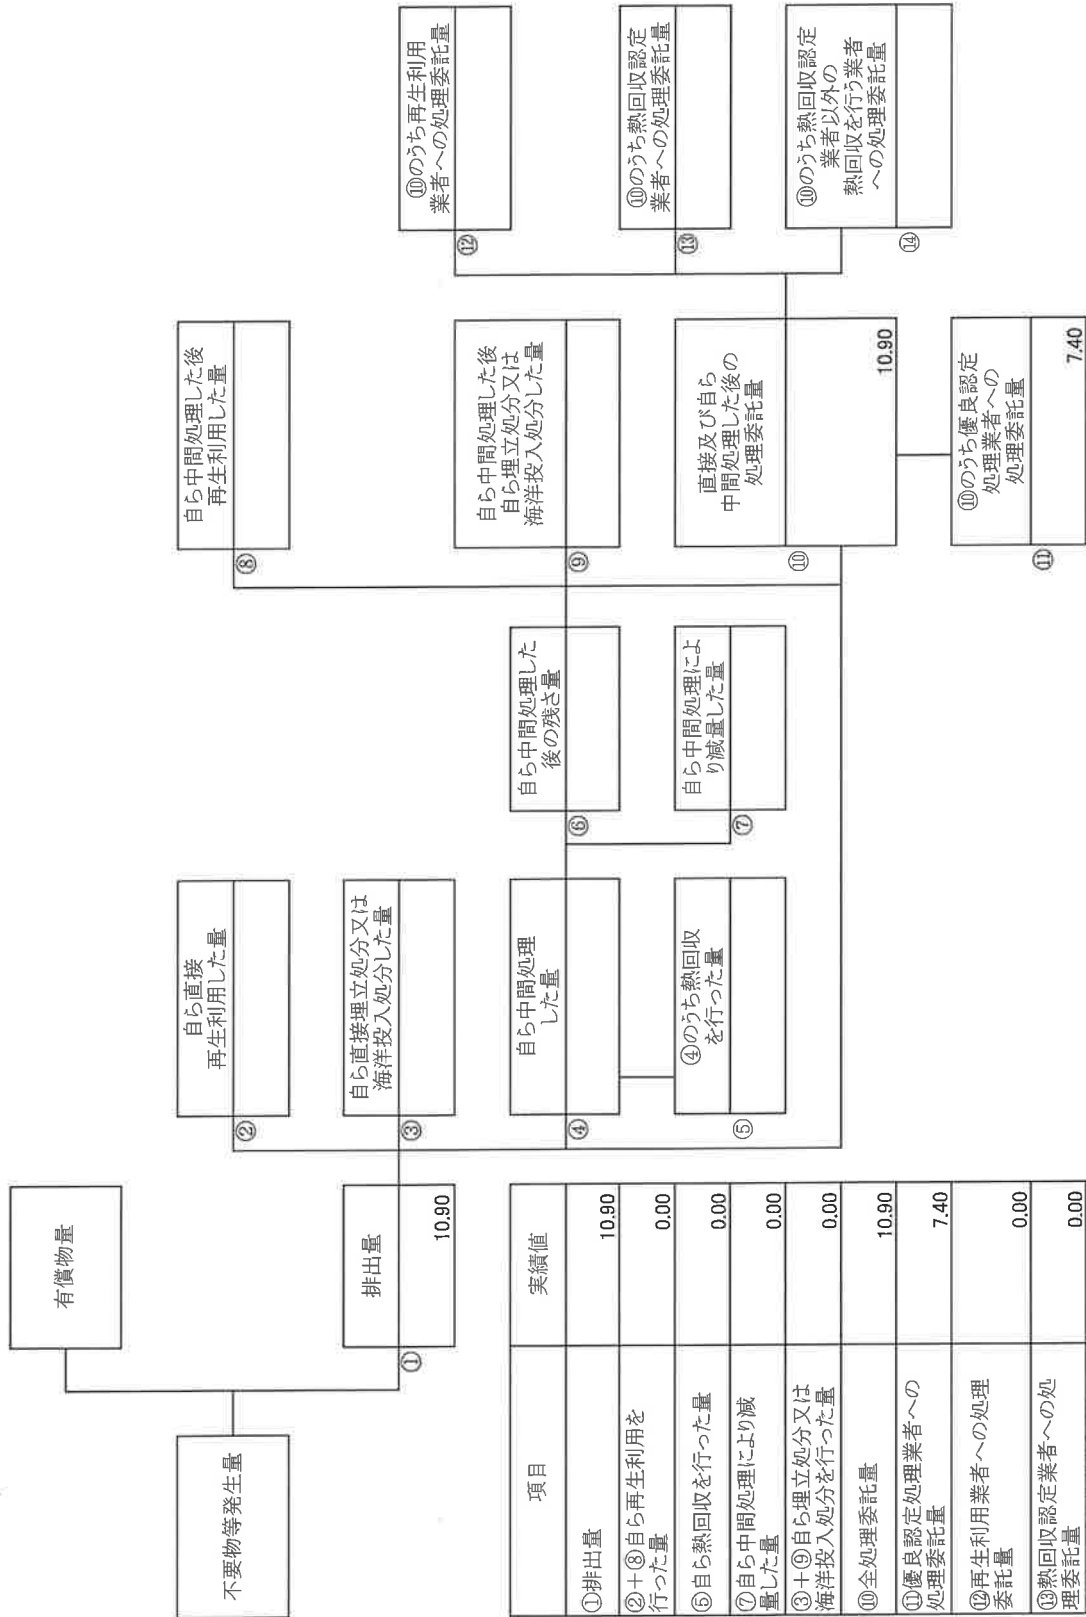 不要物等発生量
有償物量
排出量
①
10.90
自ら直接
再生利用した量
②
自ら直接埋立処分又は
海洋投入処分した量
③
自ら中間処理
した量
④
④のうち熱回収
を行った量
⑤
自ら中間処理した
後の残さ量
⑥
自ら中間処理によ
り減量した量
⑦
自ら中間処理した後
再生利用した量
⑧
自ら中間処理した後
自ら埋立処分又は
海洋投入処分した量
⑨
直接及び自ら
中間処理した後の
処理委託量
⑩
10.90
⑩のうち優良認定
処理業者への
処理委託量
⑪
7.40
⑩のうち再生利用
業者への処理委託量
⑫
⑩のうち熱回収認定
業者への処理委託量
⑬
⑩のうち熱回収認定
業者以外の
熱回収を行う業者
への処理委託量
⑭
項目 実績値
①排出量 10.90
②+⑧自ら再生利用を
行った量 0.00
⑤自ら熱回収を行った量 0.00
⑦自ら中間処理により減
量した量 0.00
③+⑨自ら埋立処分又は
海洋投入処分を行った量 0.00
⑩全処理委託量 10.90
⑪優良認定処理業者への
処理委託量 7.40
⑫再生利用業者への処理
委託量 0.00
⑬熱回収認定業者への処
理委託量 0.00